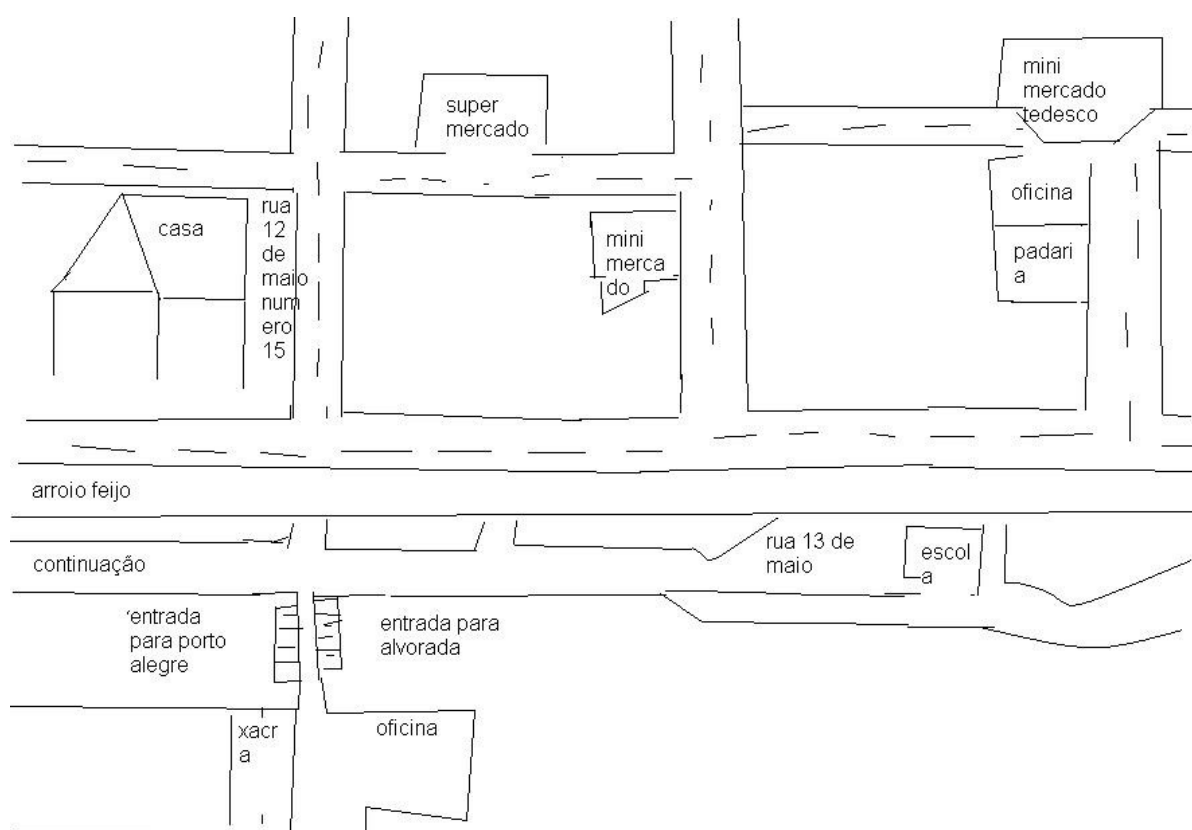 super
mercado
mini
mercado
tedesco
casa
rua
12
de
maio
num
ero
15
mini
merca
do
oficina
padari
a
arroio feijo
continuação
rua 13 de
maio
escol
a
entrada
para porto
alegre
entrada para
alvorada
xacr
a
oficina